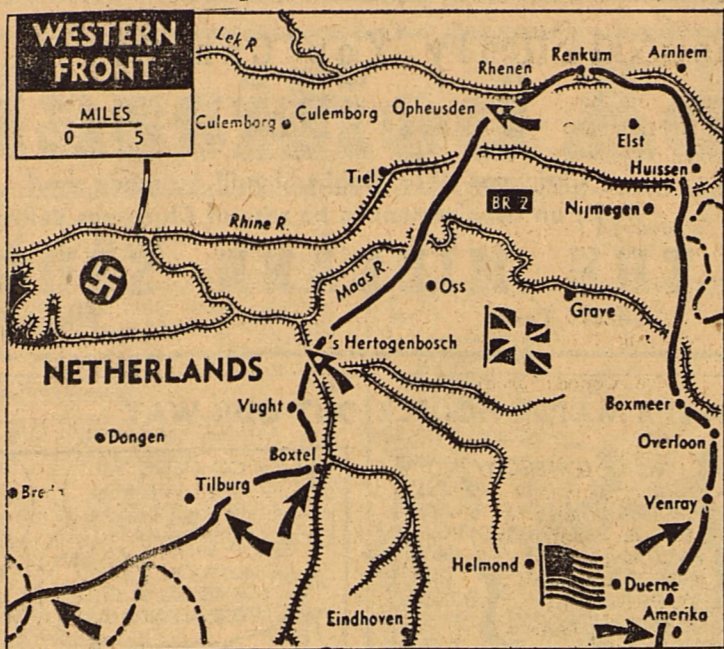 WESTERN
FRONT
MILES
0 5
Lek R
Culemborg
Culemborg
Opheusden
Rhenen
Renkum
Arnhem
Elst
Huissen
Tiel
BR 2
Nijmegen
Rhine R.
Maas R.
Oss
Grave
's Hertogenbosch
NETHERLANDS
Vught
Boxmeer
Dongen
Overloon
Boxtel
Tilburg
Venray
Helmond
Duerne
Amerika
Eindhoven